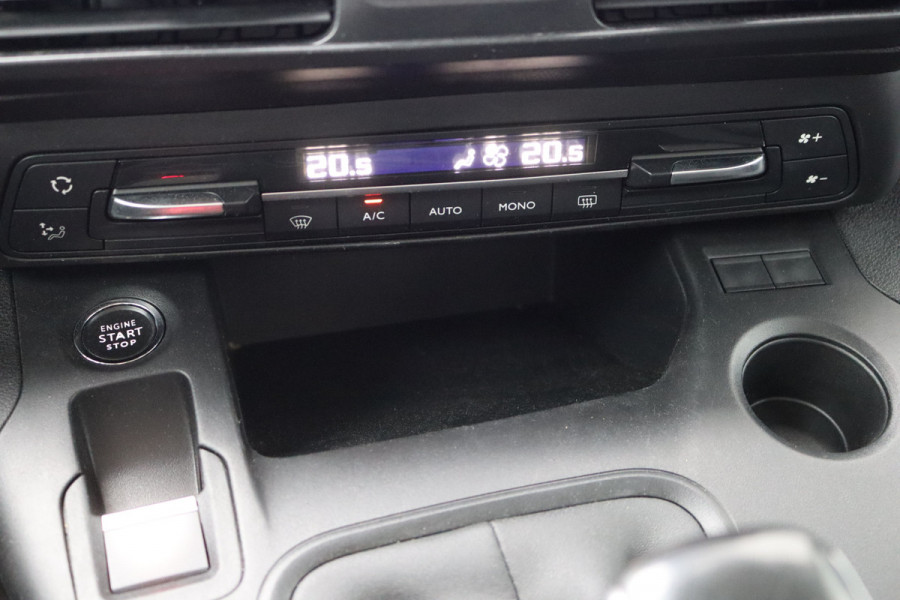 20.5 20.5
A/C AUTO MONO
ENGINE
START
STOP